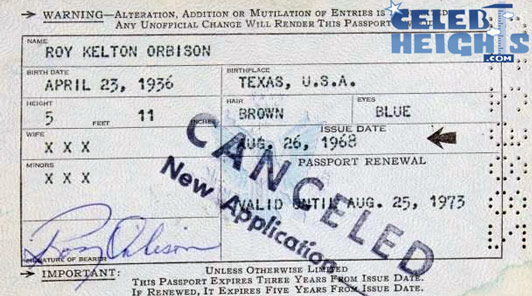 WARNING—ALTERATION, ADDITION OR MUTILATION OF ENTRIES IS
ANY UNOFFICIAL CHANGE WILL RENDER THIS PASSPORT
CELEB
HEIGHTS
.COM
NAME
ROY KELTON ORBISON
BIRTH DATE
BIRTHPLACE
APRIL 23, 1936
TEXAS, U.S.A.
HEIGHT
HAIR
EYES
5 FEET 11 INCHES
BROWN
BLUE
WIFE
ISSUE DATE
X X X
AUG. 26, 1968
MINORS
PASSPORT RENEWAL
X X X
VALID UNTIL AUG. 25, 1973
CANCELED
New Application
Roy Orbison
SIGNATURE OF BEARER
IMPORTANT:
UNLESS OTHERWISE LIMITED
THIS PASSPORT EXPIRES THREE YEARS FROM ISSUE DATE.
IF RENEWED, IT EXPIRES FIVE YEARS FROM ISSUE DATE.